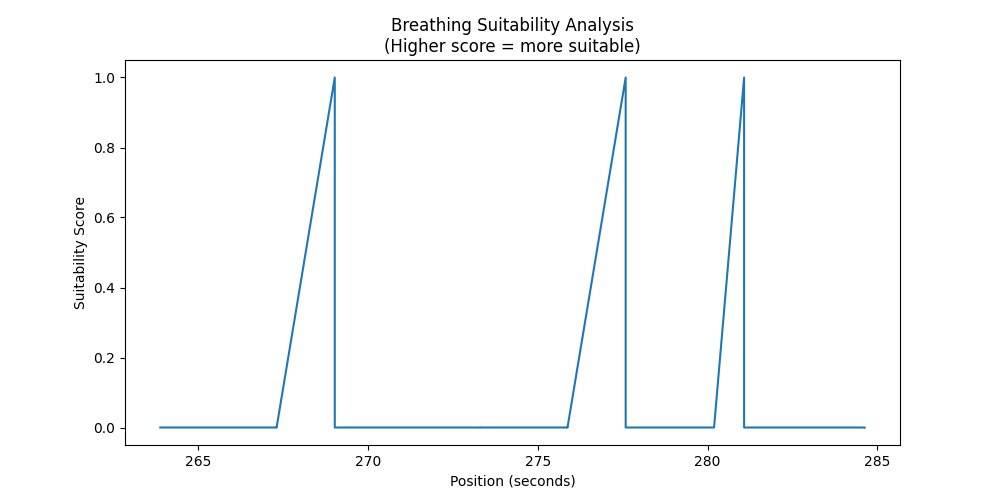 Breathing Suitability Analysis
(Higher score = more suitable)
Suitability Score
1.0
0.8
0.6
0.4
0.2
0.0
265
270
275
280
285
Position (seconds)